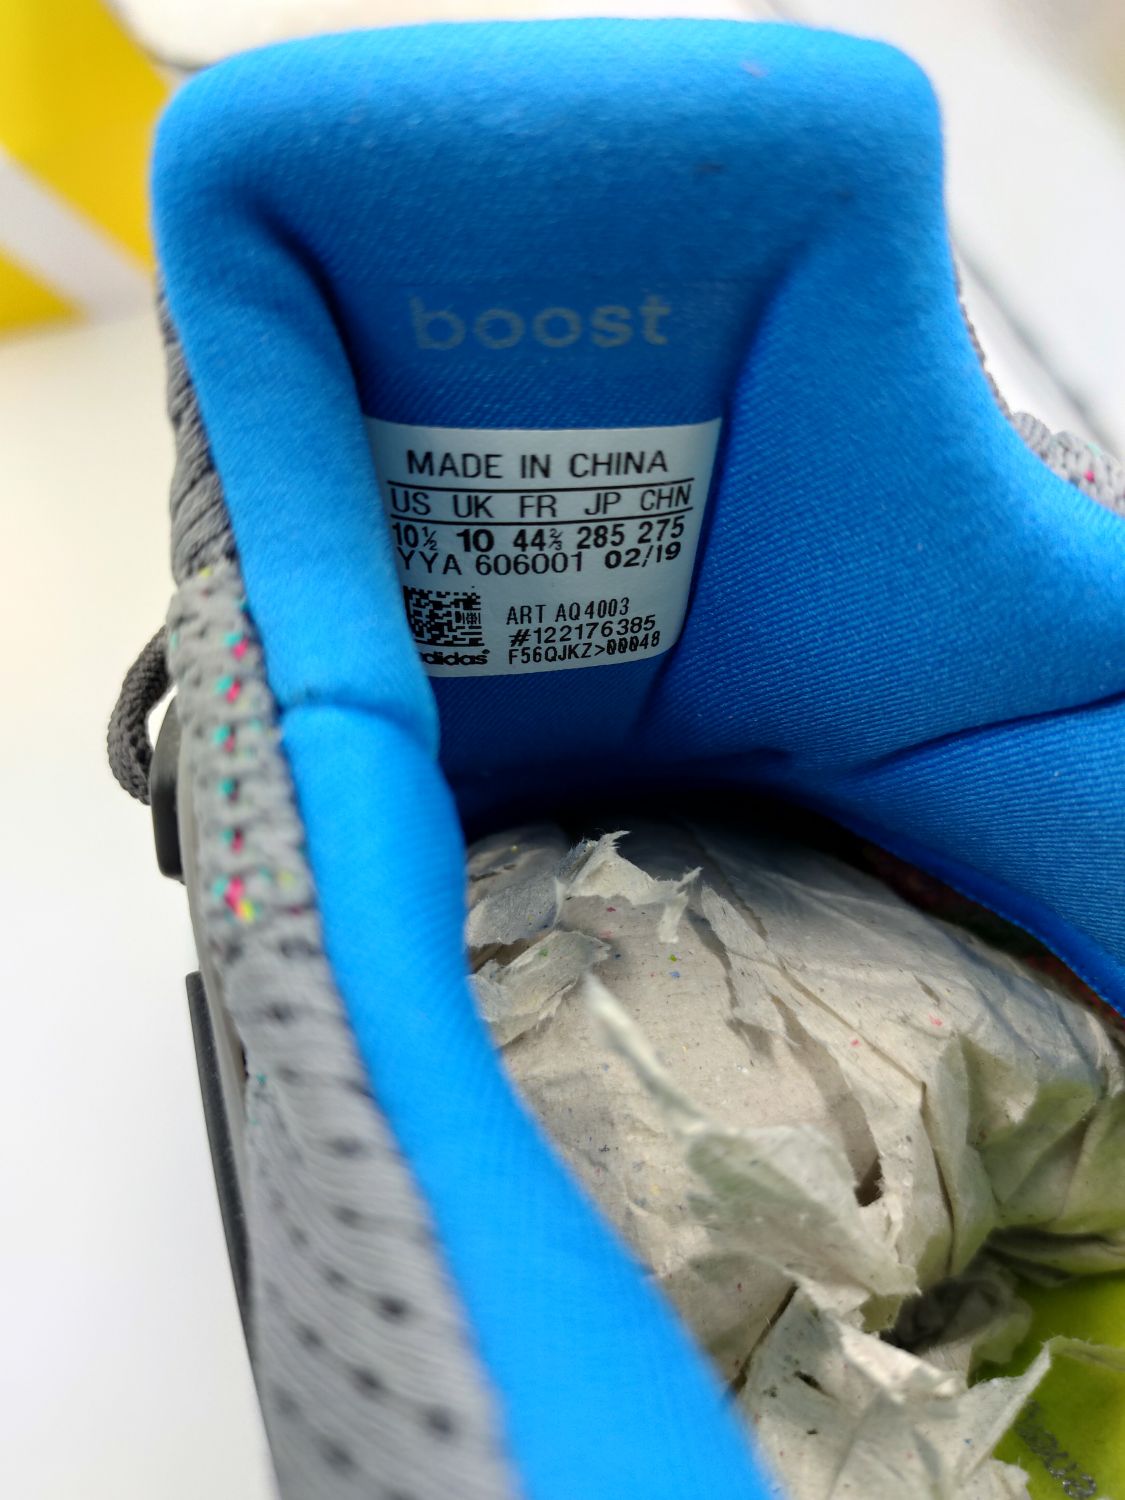 boost
MADE IN CHINA
US UK FR JP CHN
10½ 10 44⅔ 285 275
YYA 606001 02/19
ART AQ4003
#122176385
F56QJKZ>00048
adidas